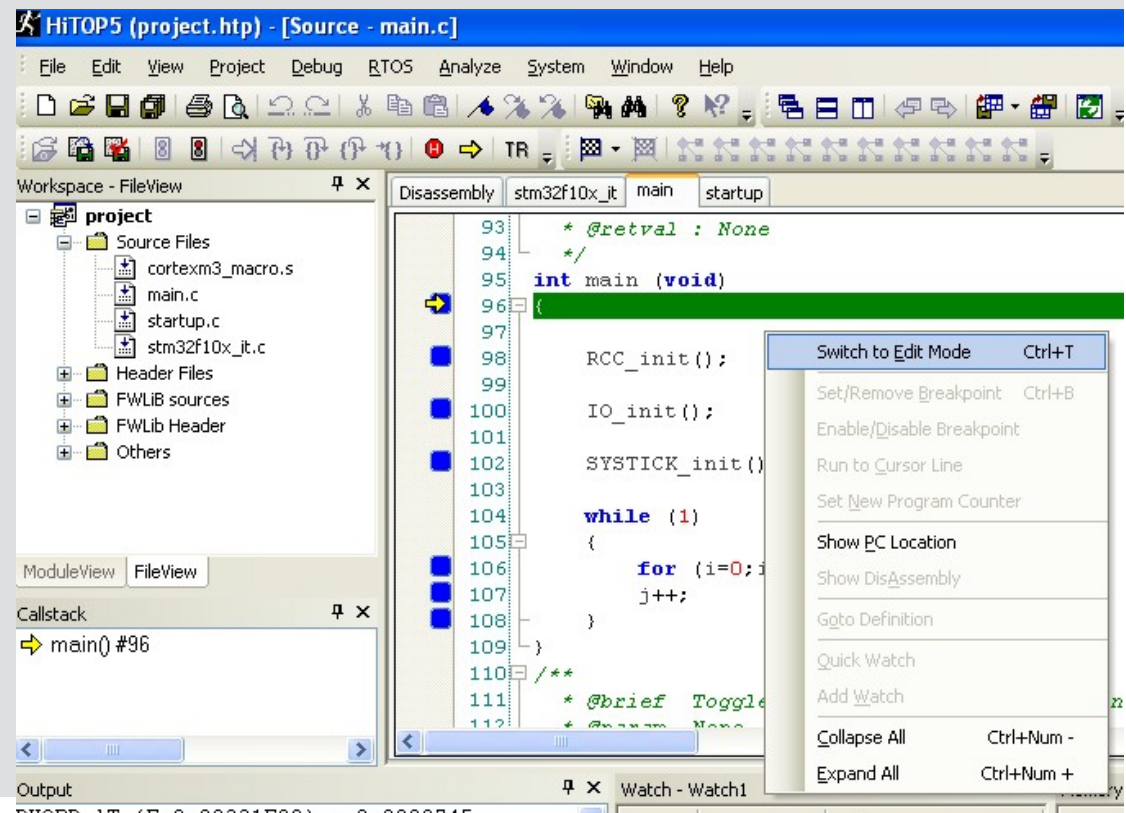 HiTOP5 (project.htp) - [Source - main.c]
File Edit View Project Debug RTOS Analyze System Window Help
TR
Workspace - FileView
project
Source Files
cortexm3_macro.s
main.c
startup.c
stm32f10x_it.c
Header Files
FWLiB sources
FWLib Header
Others
ModuleView FileView
Callstack
main() #96
Disassembly stm32f10x_it main startup
93 * @retval : None
94 */
95 int main (void)
96 {
97
98 RCC_init();
99
100 IO_init();
101
102 SYSTICK_init()
103
104 while (1)
105 {
106 for (i=0;i
107 j++;
108 }
109 }
110 /**
111 * @brief Toggle
112 * @param None
Switch to Edit Mode Ctrl+T
Set/Remove Breakpoint Ctrl+B
Enable/Disable Breakpoint
Run to Cursor Line
Set New Program Counter
Show PC Location
Show DisAssembly
Goto Definition
Quick Watch
Add Watch
Collapse All Ctrl+Num -
Expand All Ctrl+Num +
Output
Watch - Watch1